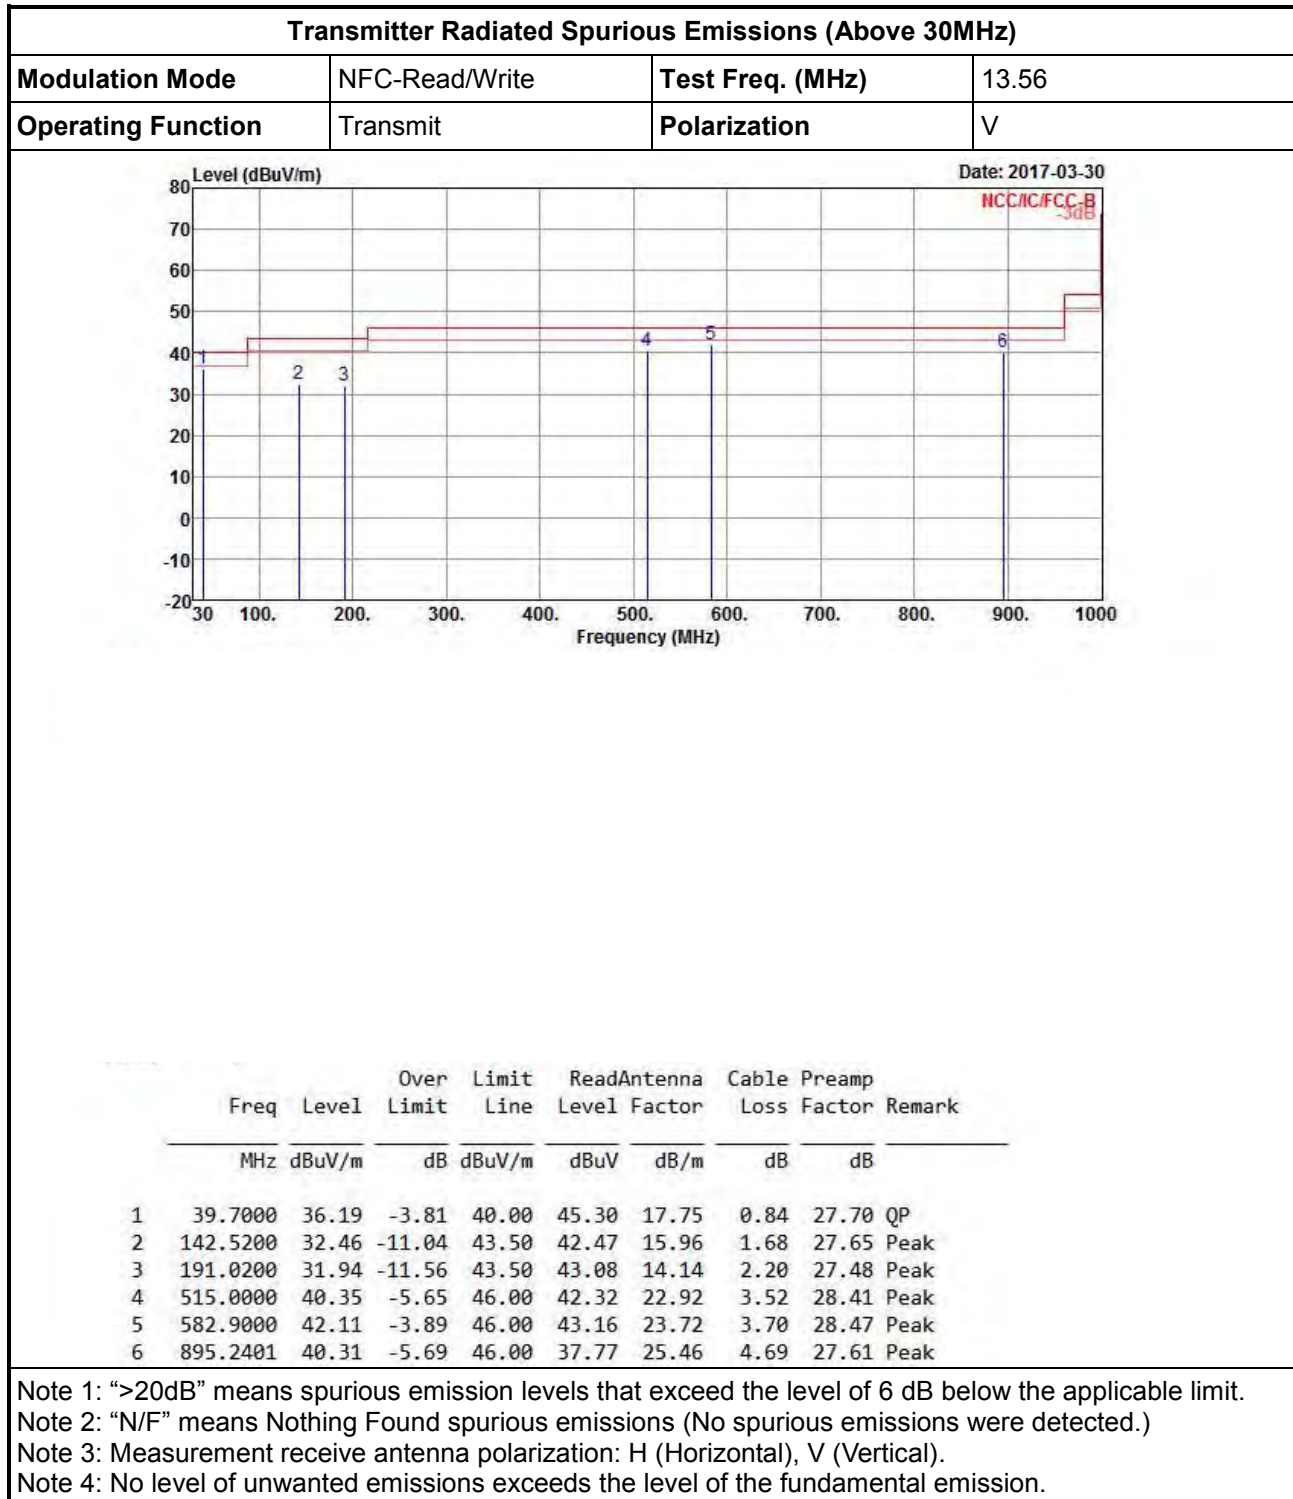 Transmitter Radiated Spurious Emissions (Above 30MHz)
Modulation Mode NFC-Read/Write Test Freq. (MHz) 13.56
Operating Function Transmit Polarization V
Level (dBuV/m) Date: 2017-03-30
80
NCC/IC/FCC-B
-3dB
70
60
50
40
30
20
10
0
-10
-20
1 2 3 4 5 6
30 100. 200. 300. 400. 500. 600. 700. 800. 900. 1000
Frequency (MHz)
Over Limit ReadAntenna Cable Preamp
Freq Level Limit Line Level Factor Loss Factor Remark
MHz dBuV/m dB dBuV/m dBuV dB/m dB dB
1 39.7000 36.19 -3.81 40.00 45.30 17.75 0.84 27.70 QP
2 142.5200 32.46 -11.04 43.50 42.47 15.96 1.68 27.65 Peak
3 191.0200 31.94 -11.56 43.50 43.08 14.14 2.20 27.48 Peak
4 515.0000 40.35 -5.65 46.00 42.32 22.92 3.52 28.41 Peak
5 582.9000 42.11 -3.89 46.00 43.16 23.72 3.70 28.47 Peak
6 895.2401 40.31 -5.69 46.00 37.77 25.46 4.69 27.61 Peak
Note 1: “>20dB” means spurious emission levels that exceed the level of 6 dB below the applicable limit.
Note 2: “N/F” means Nothing Found spurious emissions (No spurious emissions were detected.)
Note 3: Measurement receive antenna polarization: H (Horizontal), V (Vertical).
Note 4: No level of unwanted emissions exceeds the level of the fundamental emission.